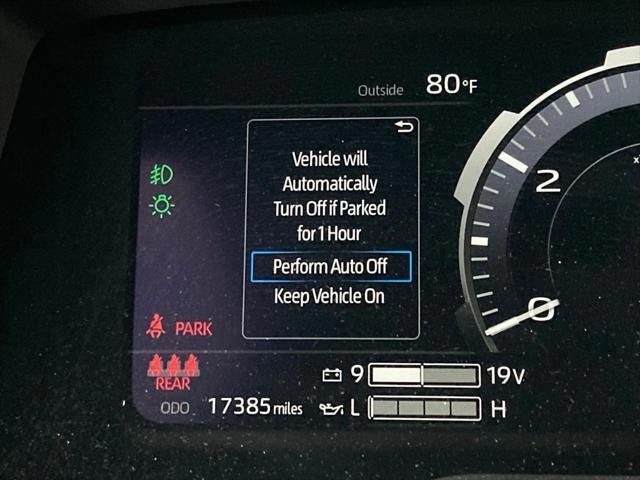 Outside 80°F
Vehicle will
Automatically
Turn Off if Parked
for 1 Hour
Perform Auto Off
Keep Vehicle On
2
0
PARK
REAR
9 19V
ODO 17385 miles
L H
x